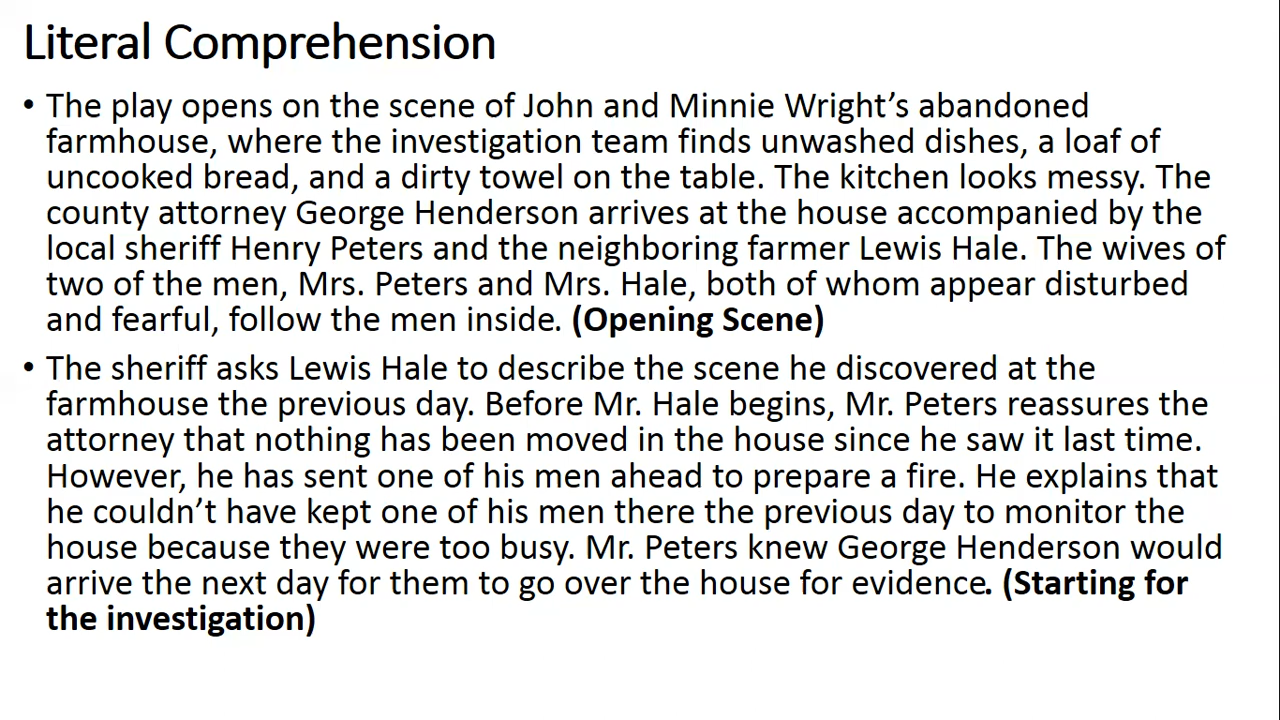 Literal Comprehension
• The play opens on the scene of John and Minnie Wright’s abandoned
farmhouse, where the investigation team finds unwashed dishes, a loaf of
uncooked bread, and a dirty towel on the table. The kitchen looks messy. The
county attorney George Henderson arrives at the house accompanied by the
local sheriff Henry Peters and the neighboring farmer Lewis Hale. The wives of
two of the men, Mrs. Peters and Mrs. Hale, both of whom appear disturbed
and fearful, follow the men inside. (Opening Scene)
• The sheriff asks Lewis Hale to describe the scene he discovered at the
farmhouse the previous day. Before Mr. Hale begins, Mr. Peters reassures the
attorney that nothing has been moved in the house since he saw it last time.
However, he has sent one of his men ahead to prepare a fire. He explains that
he couldn’t have kept one of his men there the previous day to monitor the
house because they were too busy. Mr. Peters knew George Henderson would
arrive the next day for them to go over the house for evidence. (Starting for
the investigation)